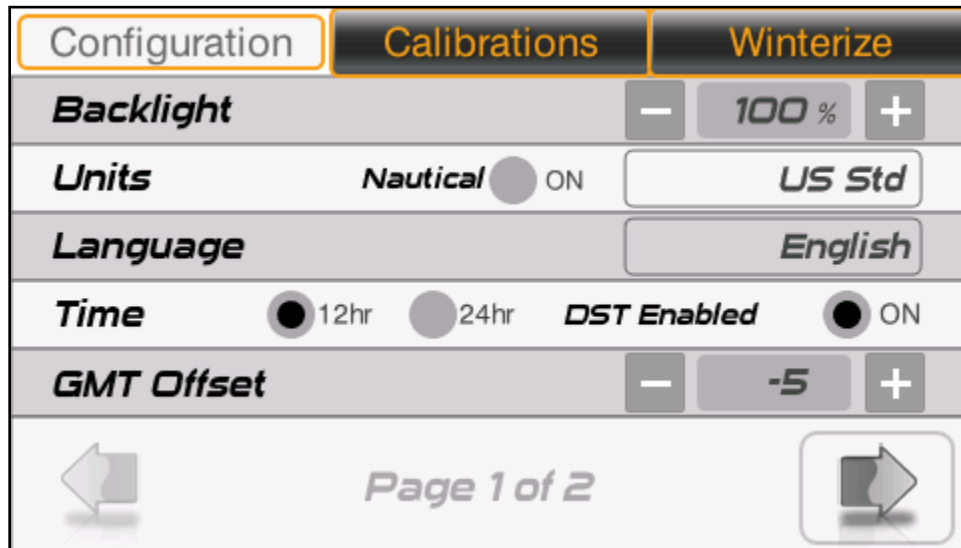 Configuration Calibrations Winterize
Backlight − 100 % +
Units Nautical ON US Std
Language English
Time 12hr 24hr DST Enabled ON
GMT Offset − -5 +
Page 1 of 2